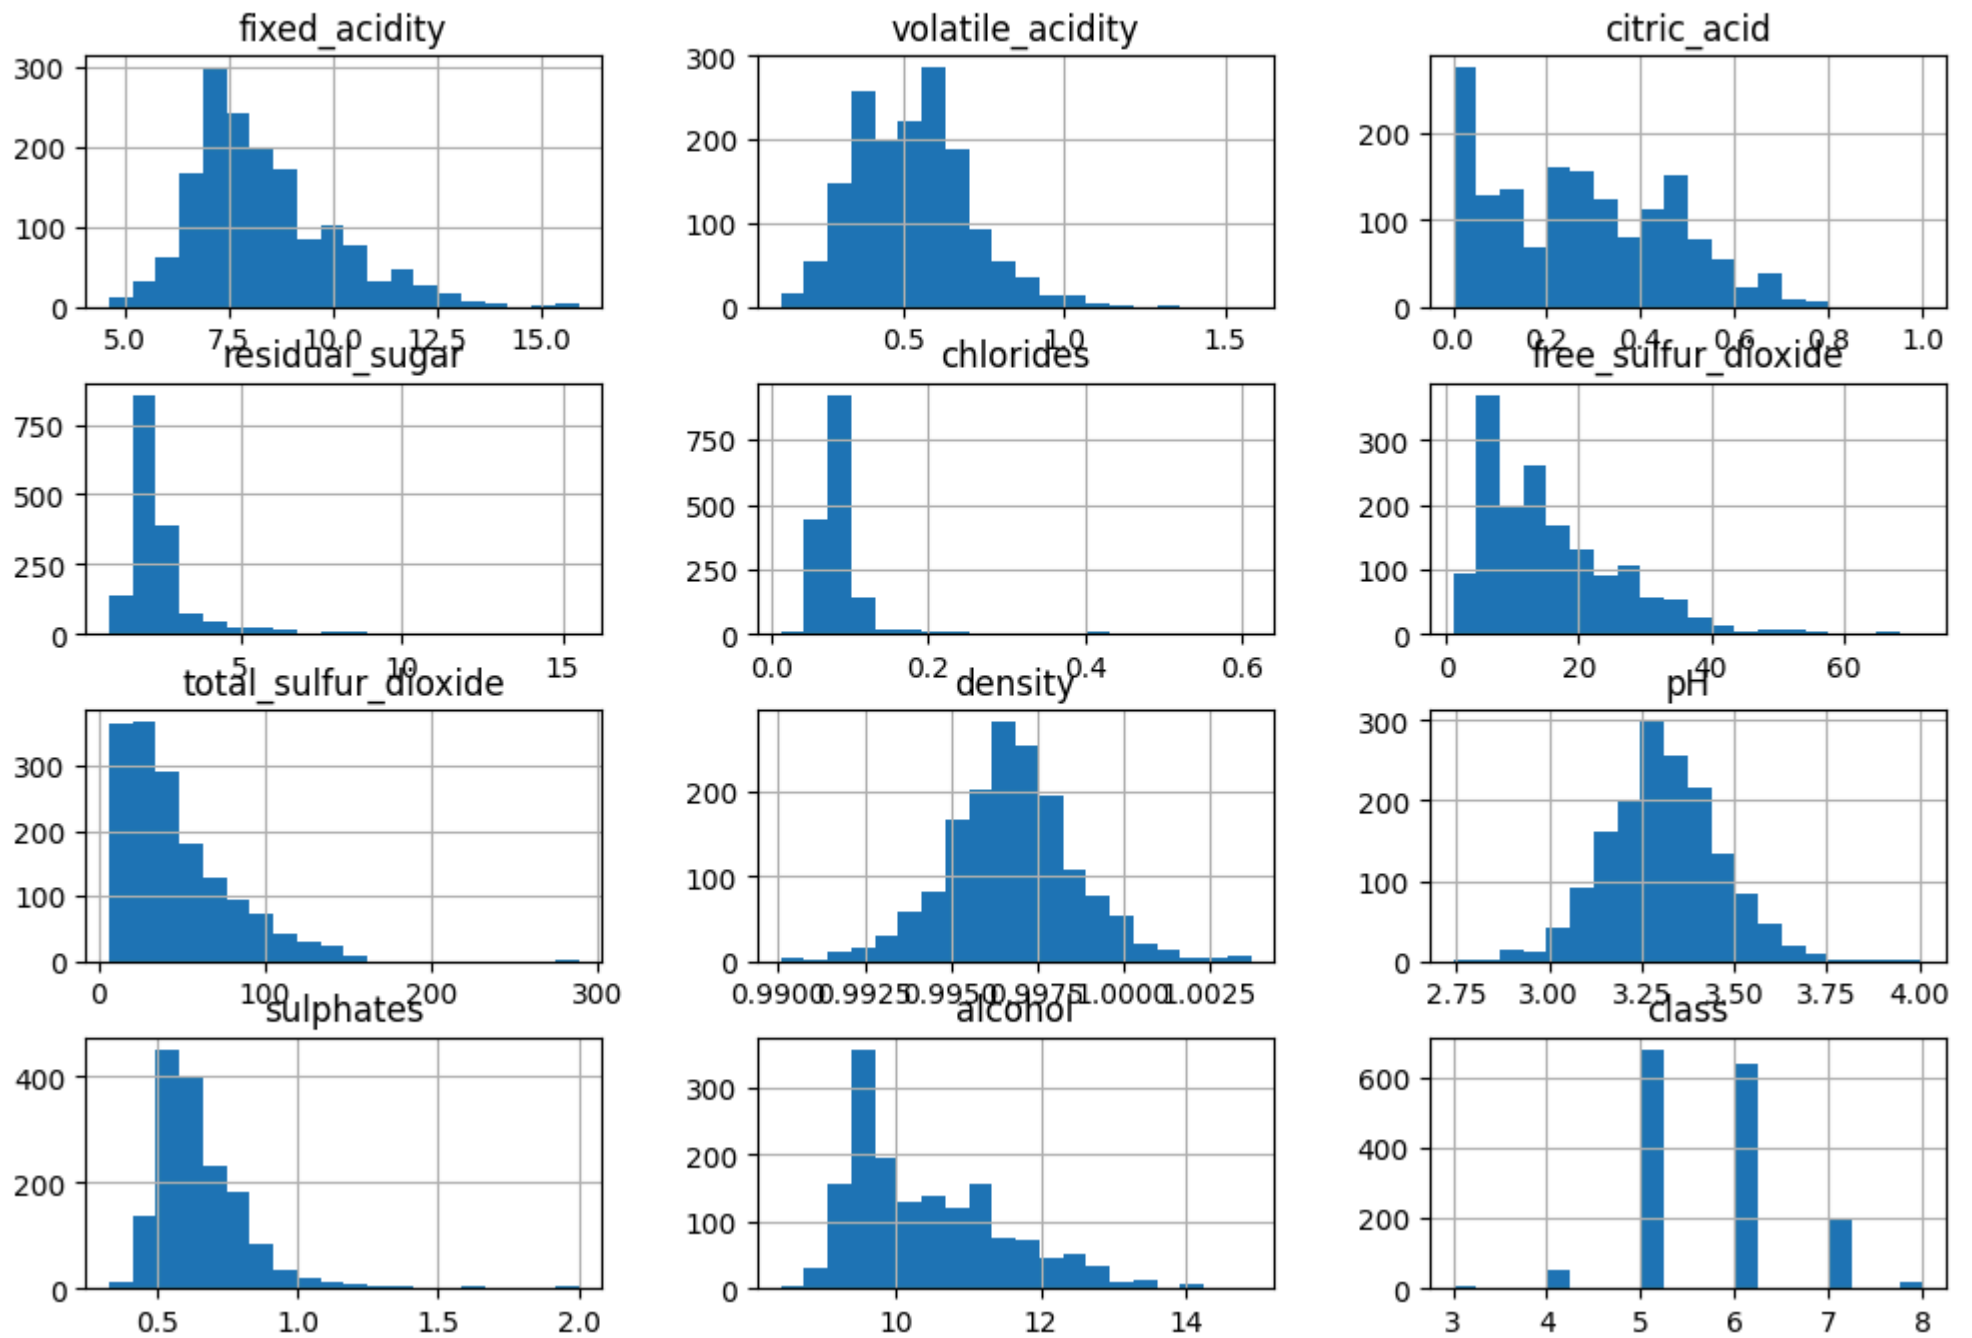 fixed_acidity
volatile_acidity
citric_acid
300
200
100
0
5.0 7.5 10.0 12.5 15.0
300
200
100
0
0.5 1.0 1.5
200
100
0
0.0 0.2 0.4 0.6 0.8 1.0
residual_sugar
chlorides
free_sulfur_dioxide
750
500
250
0
5 10 15
750
500
250
0
0.0 0.2 0.4 0.6
300
200
100
0
0 20 40 60
total_sulfur_dioxide
density
pH
300
200
100
0
0 100 200 300
200
100
0
0.9900 0.9925 0.9950 0.9975 1.0000 1.0025
300
200
100
0
2.75 3.00 3.25 3.50 3.75 4.00
sulphates
alcohol
class
400
200
0
0.5 1.0 1.5 2.0
300
200
100
0
10 12 14
600
400
200
0
3 4 5 6 7 8